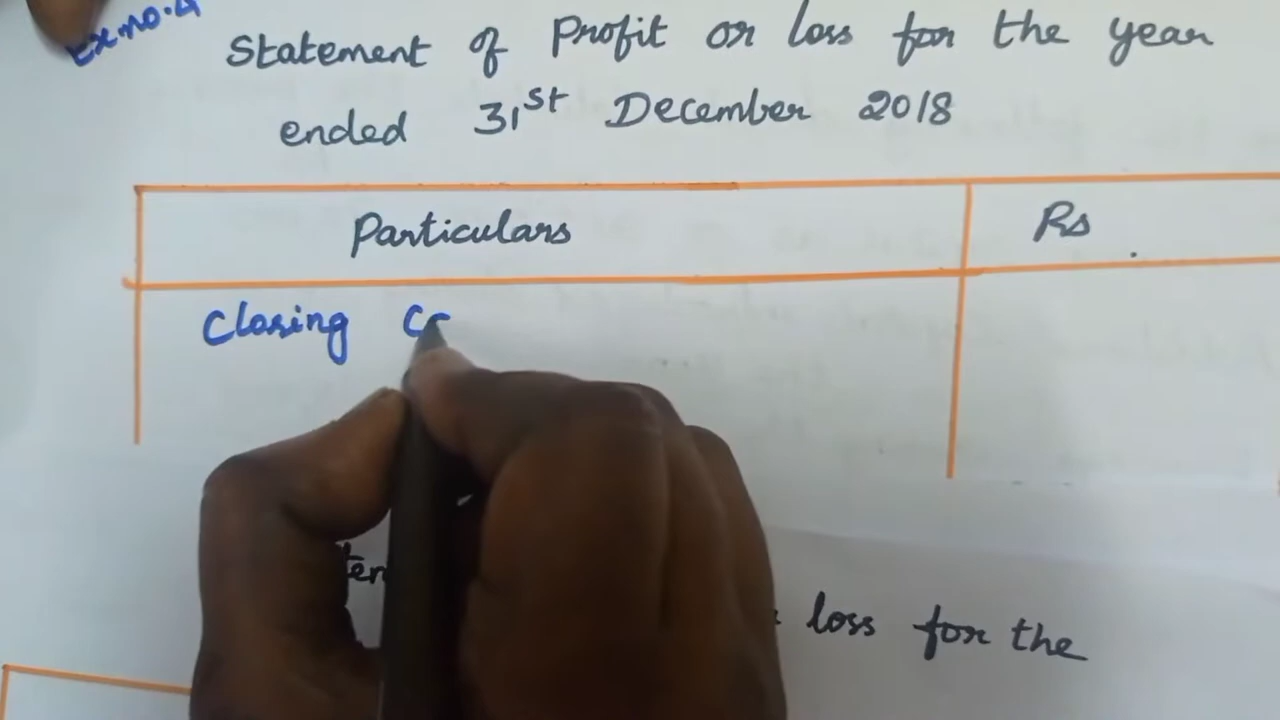 Ex no. 4
Statement of Profit or loss for the year
ended 31st December 2018
Particulars Rs
Closing
loss for the